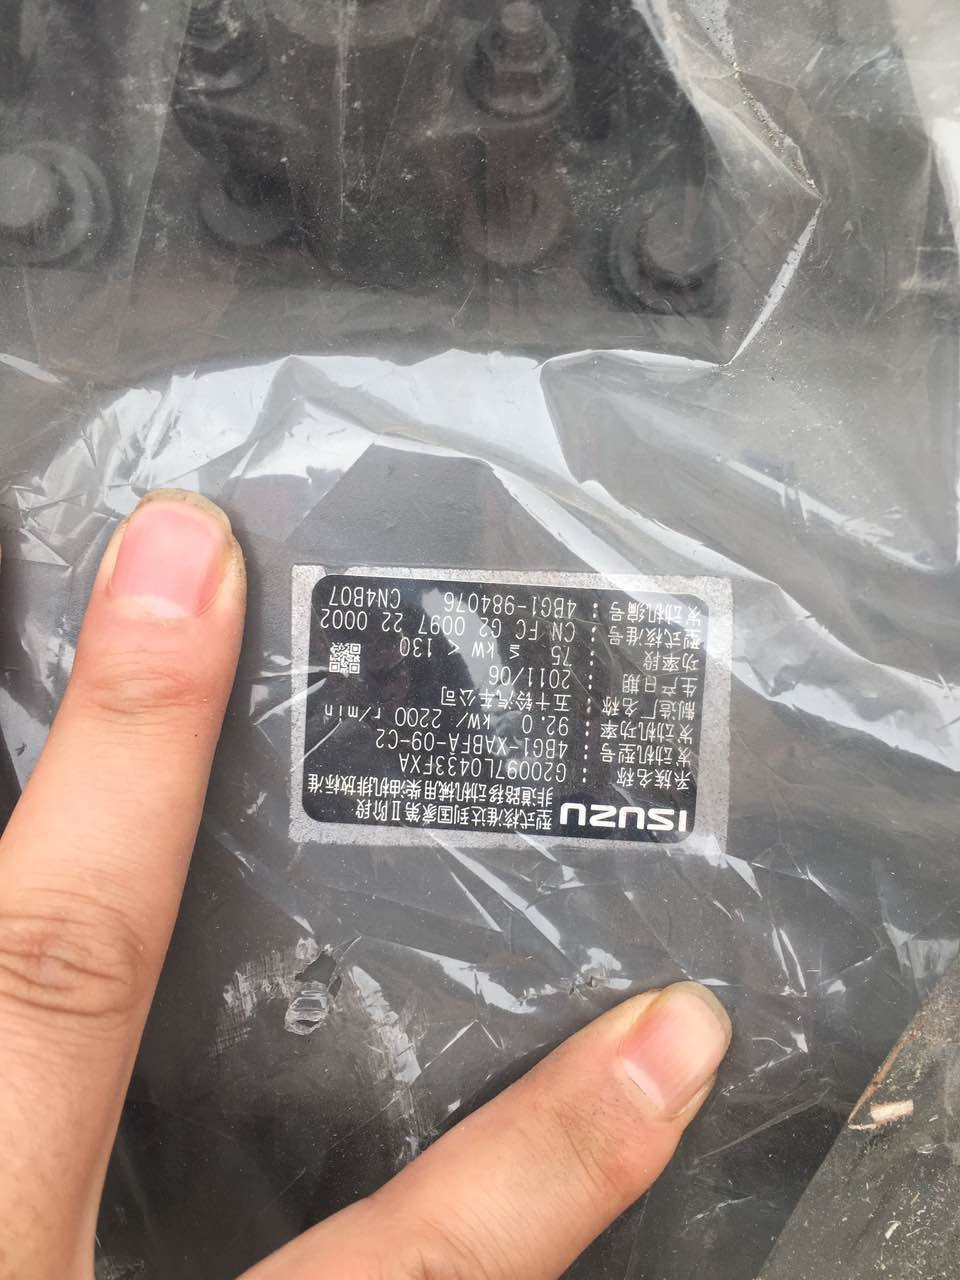 ISUZU
型式核准达到国家第Ⅱ阶段
非道路移动机械用柴油机排放标准
系族名称：G20097L0433FXA
发动机型号：4BG1-XABFA-09-C2
发动机功率：92.0 kW/ 2200 r/min
制造厂名称：五十铃汽车公司
生产日期：2011/06
功率段：75 ≦ kW < 130
型式核准号：CN FC G2 0097 22 0002
发动机编号：4BG1-984076 CN4B07